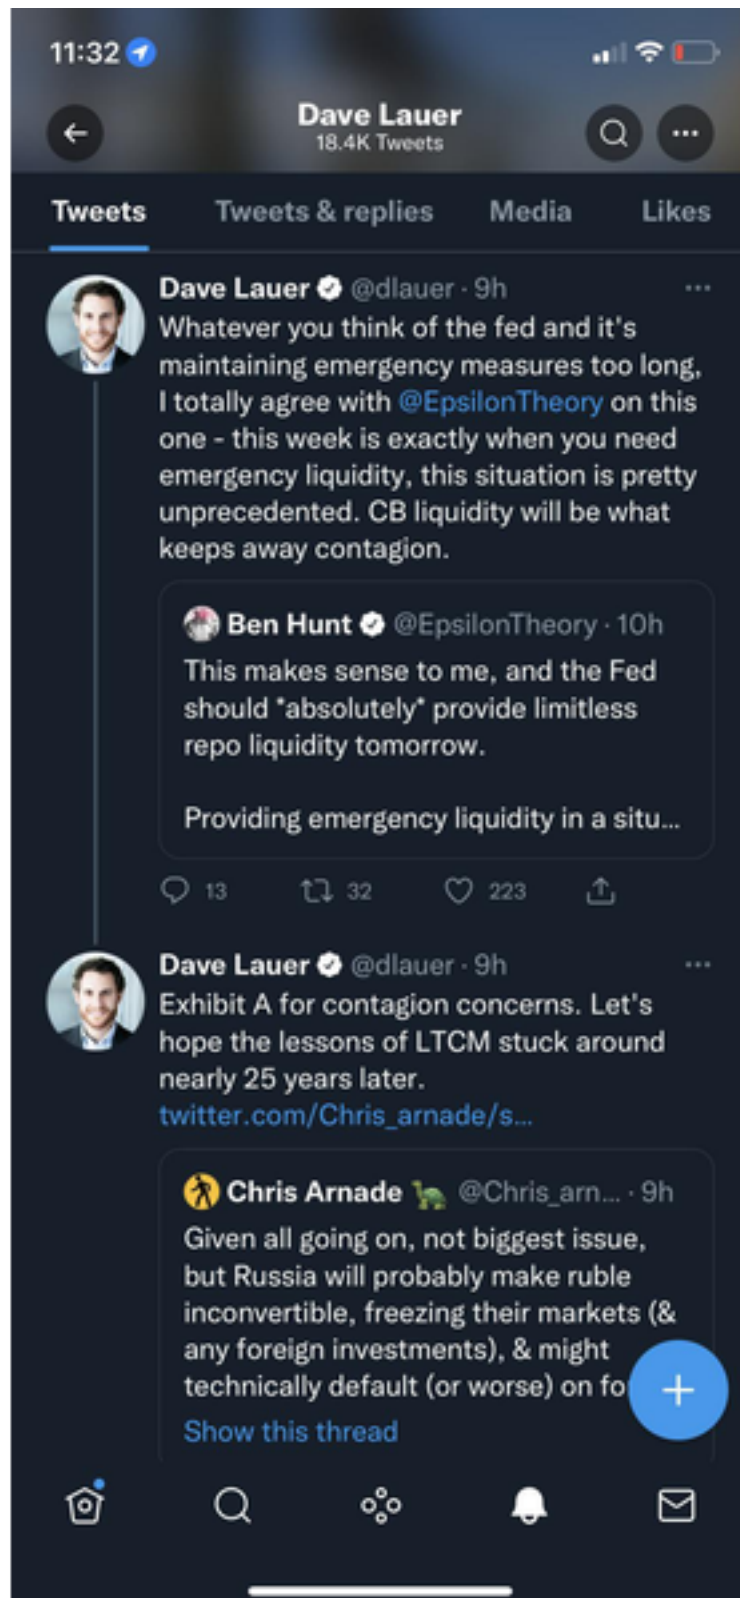 11:32
Dave Lauer
18.4K Tweets
Tweets Tweets & replies Media Likes
Dave Lauer @dlauer · 9h
Whatever you think of the fed and it's
maintaining emergency measures too long,
I totally agree with @EpsilonTheory on this
one - this week is exactly when you need
emergency liquidity, this situation is pretty
unprecedented. CB liquidity will be what
keeps away contagion.
Ben Hunt @EpsilonTheory · 10h
This makes sense to me, and the Fed
should *absolutely* provide limitless
repo liquidity tomorrow.
Providing emergency liquidity in a situ...
13 32 223
Dave Lauer @dlauer · 9h
Exhibit A for contagion concerns. Let's
hope the lessons of LTCM stuck around
nearly 25 years later.
twitter.com/Chris_arnade/s...
Chris Arnade 🐢 @Chris_arn... · 9h
Given all going on, not biggest issue,
but Russia will probably make ruble
inconvertible, freezing their markets (&
any foreign investments), & might
technically default (or worse) on fo
Show this thread